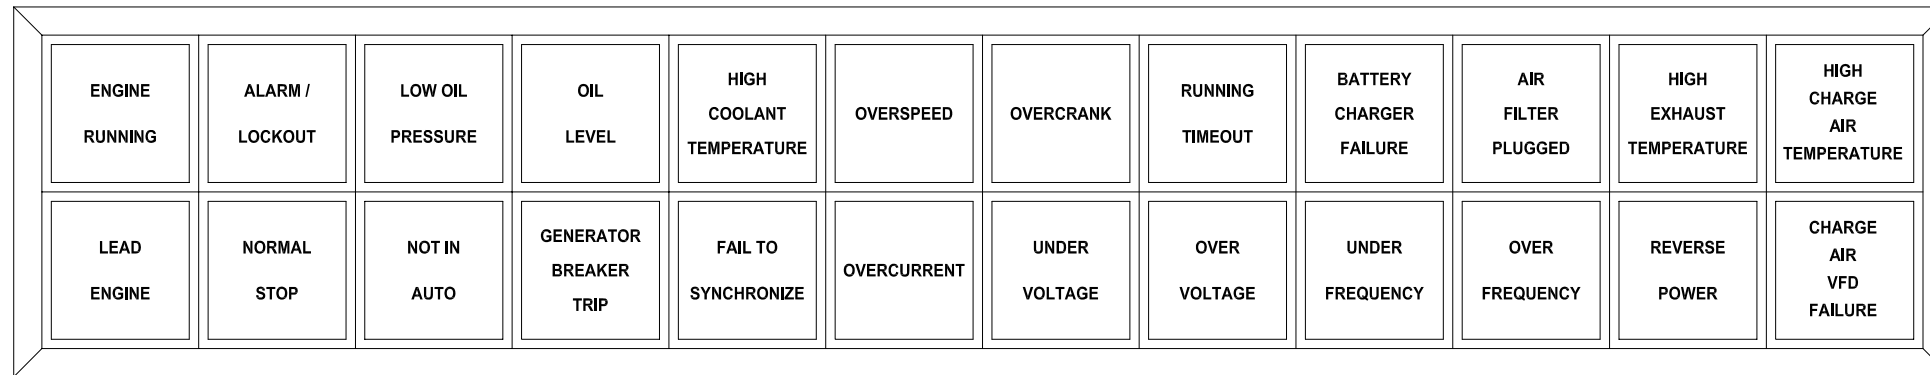 ENGINE
RUNNING
ALARM /
LOCKOUT
LOW OIL
PRESSURE
OIL
LEVEL
HIGH
COOLANT
TEMPERATURE
OVERSPEED
OVERCRANK
RUNNING
TIMEOUT
BATTERY
CHARGER
FAILURE
AIR
FILTER
PLUGGED
HIGH
EXHAUST
TEMPERATURE
HIGH
CHARGE
AIR
TEMPERATURE
LEAD
ENGINE
NORMAL
STOP
NOT IN
AUTO
GENERATOR
BREAKER
TRIP
FAIL TO
SYNCHRONIZE
OVERCURRENT
UNDER
VOLTAGE
OVER
VOLTAGE
UNDER
FREQUENCY
OVER
FREQUENCY
REVERSE
POWER
CHARGE
AIR
VFD
FAILURE